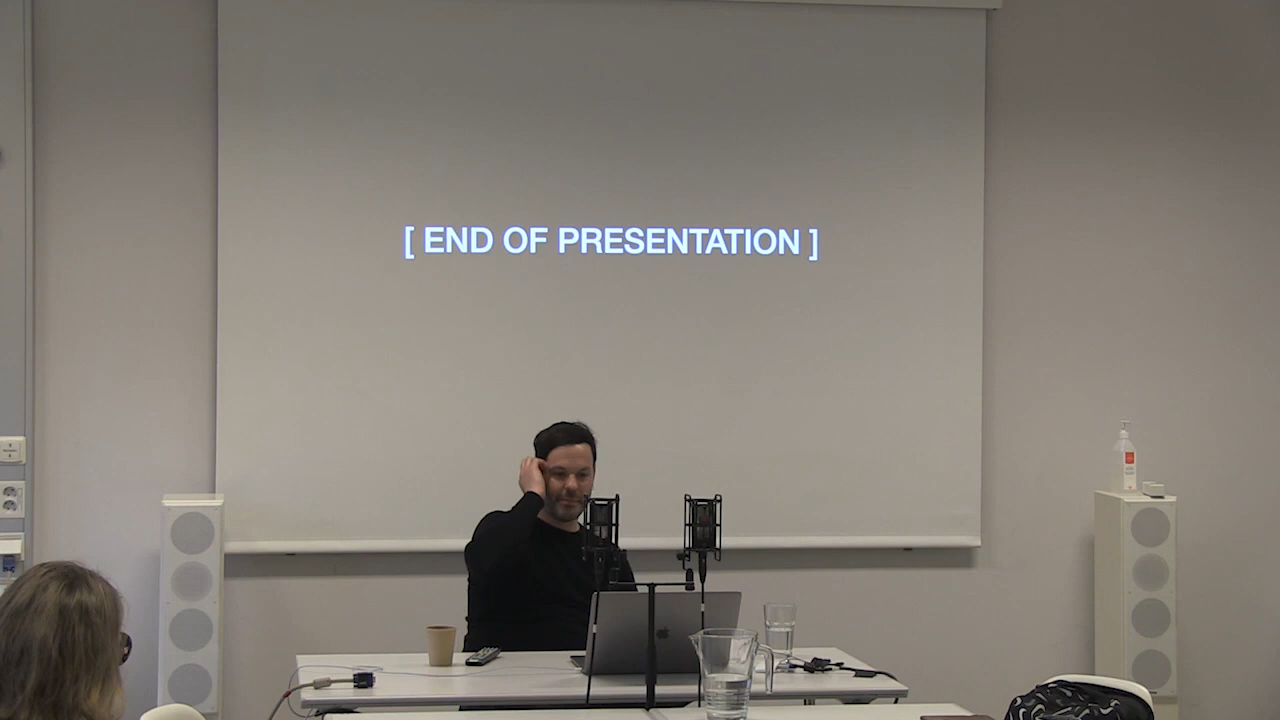 [ END OF PRESENTATION ]